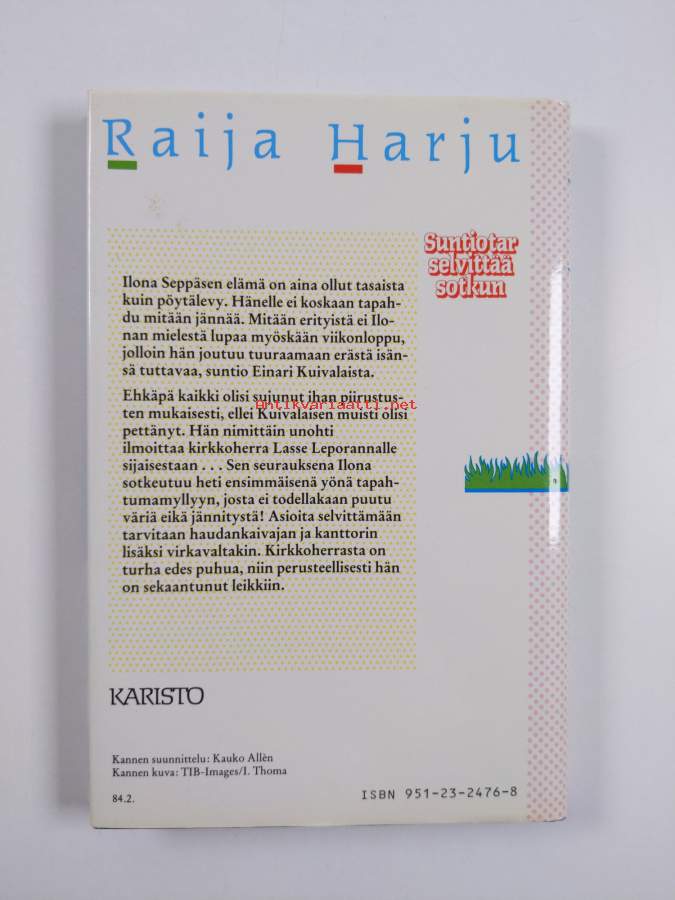 Raija Harju
Suntiotar
selvittää
sotkun
Ilona Seppäsen elämä on aina ollut tasaista
kuin pöytälevy. Hänelle ei koskaan tapah-
du mitään jännää. Mitään erityistä ei Ilo-
nan mielestä lupaa myöskään viikonloppu,
jolloin hän joutuu tuuraamaan erästä isän-
sä tuttavaa, suntio Einari Kuivalaista.
Ehkäpä kaikki olisi sujunut ihan piirustus-
ten mukaisesti, ellei Kuivalaisen muisti olisi
pettänyt. Hän nimittäin unohti
ilmoittaa kirkkoherra Lasse Leporannalle
sijaisestaan . . . Sen seurauksena Ilona
sotkeutuu heti ensimmäisenä yönä tapah-
tumamyllyyn, josta ei todellakaan puutu
väriä eikä jännitystä! Asioita selvittämään
tarvitaan haudankaivajan ja kanttorin
lisäksi virkavaltakin. Kirkkoherrasta on
turha edes puhua, niin perusteellisesti hän
on sekaantunut leikkiin.
Antikvariaatti.net
KARISTO
Kannen suunnittelu: Kauko Allèn
Kannen kuva: TIB-Images/I. Thoma
84.2.
ISBN 951-23-2476-8